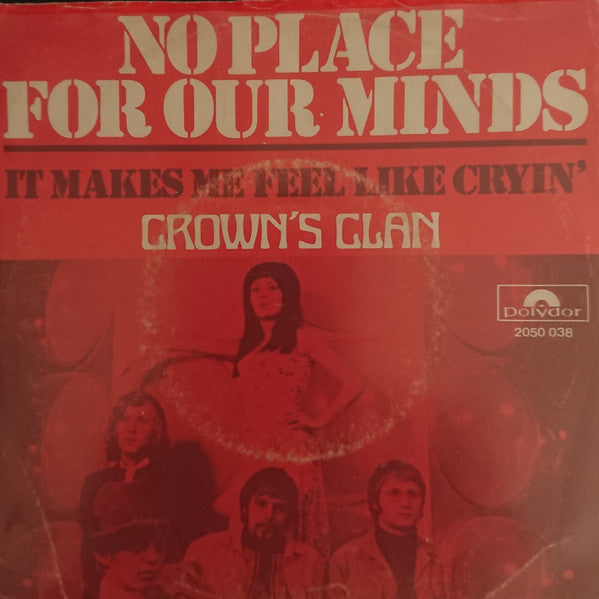 NO PLACE
FOR OUR MINDS
IT MAKES ME FEEL LIKE CRYIN'
CROWN'S CLAN
polydor
2050 038